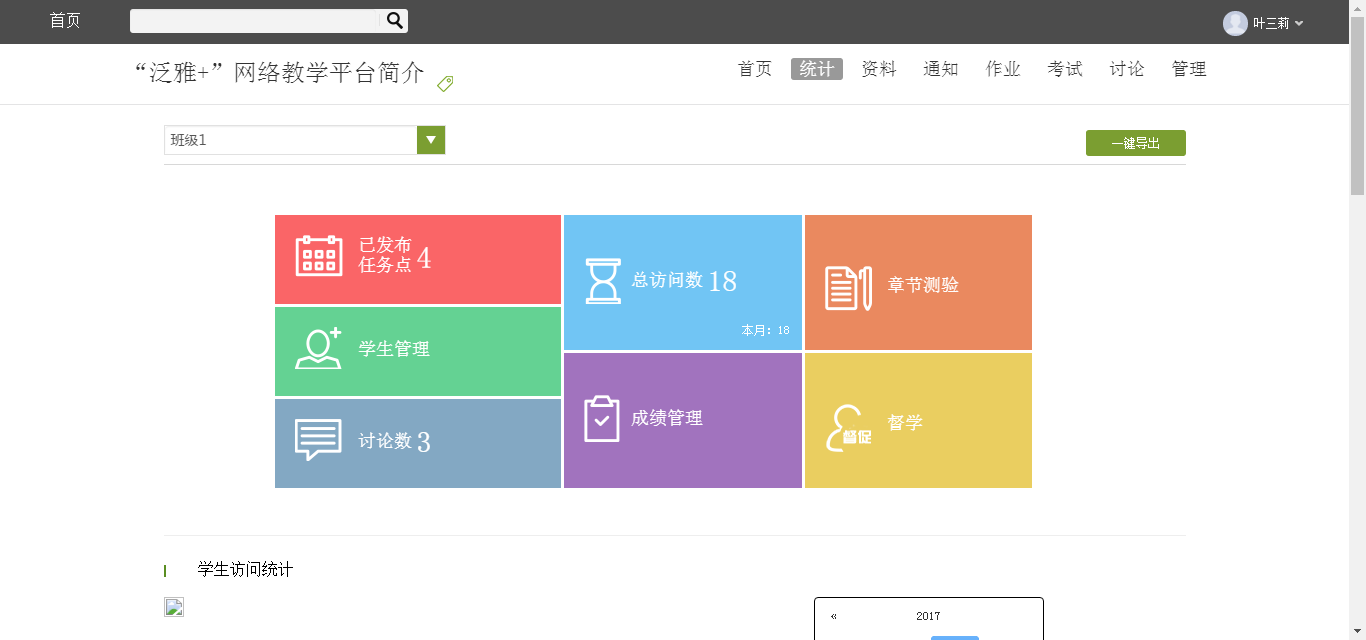 首页
叶三莉
“泛雅+”网络教学平台简介
首页 统计 资料 通知 作业 考试 讨论 管理
班级1
一键导出
已发布
任务点 4
学生管理
讨论数 3
总访问数 18
本月：18
成绩管理
章节测验
督促
督学
学生访问统计
« 2017